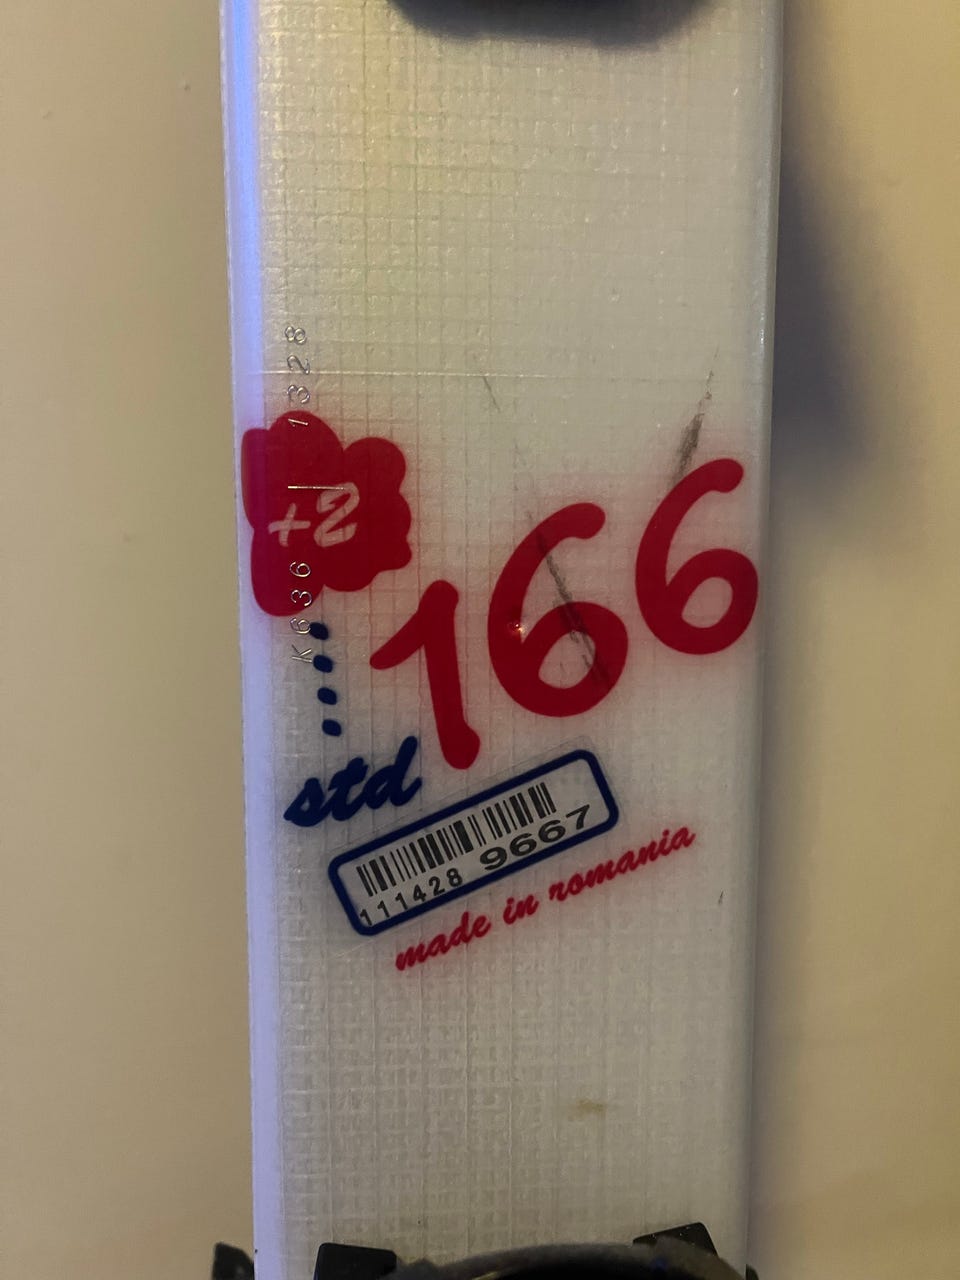 K636 1328
+2
166
std
111428 9667
made in romania